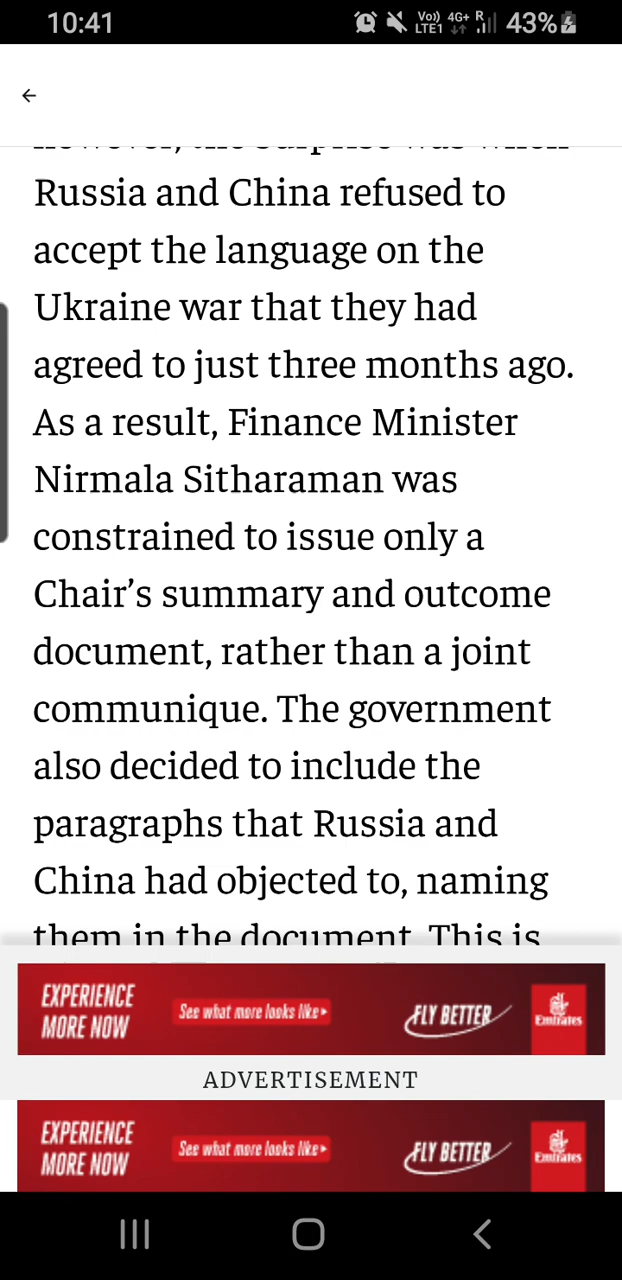 10:41
Vo)) 4G+ R
LTE1
43%
Russia and China refused to
accept the language on the
Ukraine war that they had
agreed to just three months ago.
As a result, Finance Minister
Nirmala Sitharaman was
constrained to issue only a
Chair’s summary and outcome
document, rather than a joint
communique. The government
also decided to include the
paragraphs that Russia and
China had objected to, naming
them in the document. This is
EXPERIENCE
MORE NOW
See what more looks like
FLY BETTER
Emirates
ADVERTISEMENT
EXPERIENCE
MORE NOW
See what more looks like
FLY BETTER
Emirates